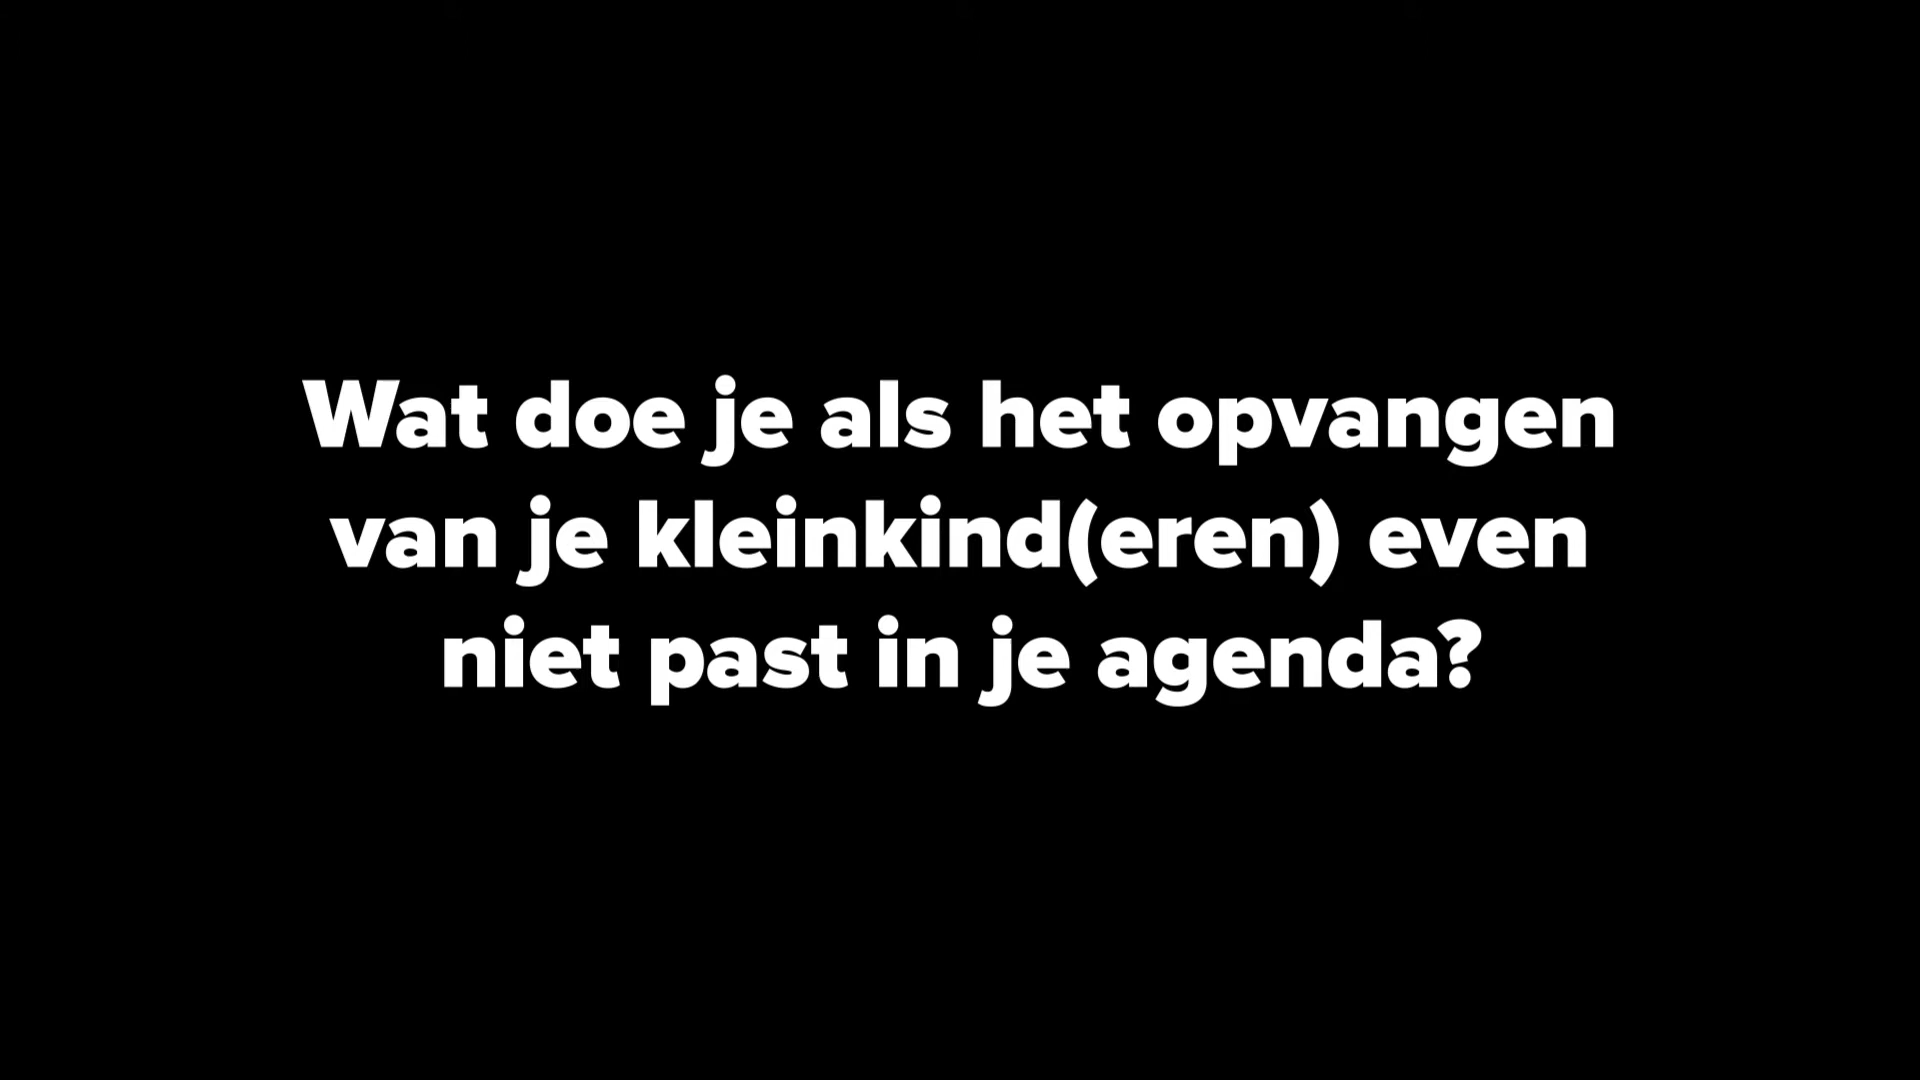 Wat doe je als het opvangen
van je kleinkind(eren) even
niet past in je agenda?